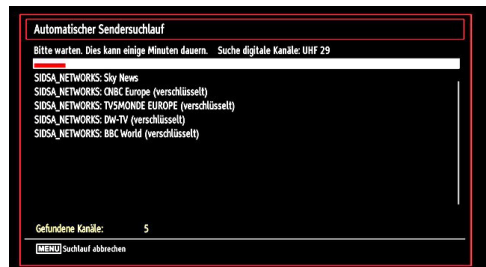 Automatischer Sendersuchlauf
Bitte warten. Dies kann einige Minuten dauern. Suche digitale Kanäle: UHF 29
SIDSA_NETWORKS: Sky News
SIDSA_NETWORKS: CNBC Europe (verschlüsselt)
SIDSA_NETWORKS: TV5MONDE EUROPE (verschlüsselt)
SIDSA_NETWORKS: DW-TV (verschlüsselt)
SIDSA_NETWORKS: BBC World (verschlüsselt)
Gefundene Kanäle: 5
MENU Suchlauf abbrechen